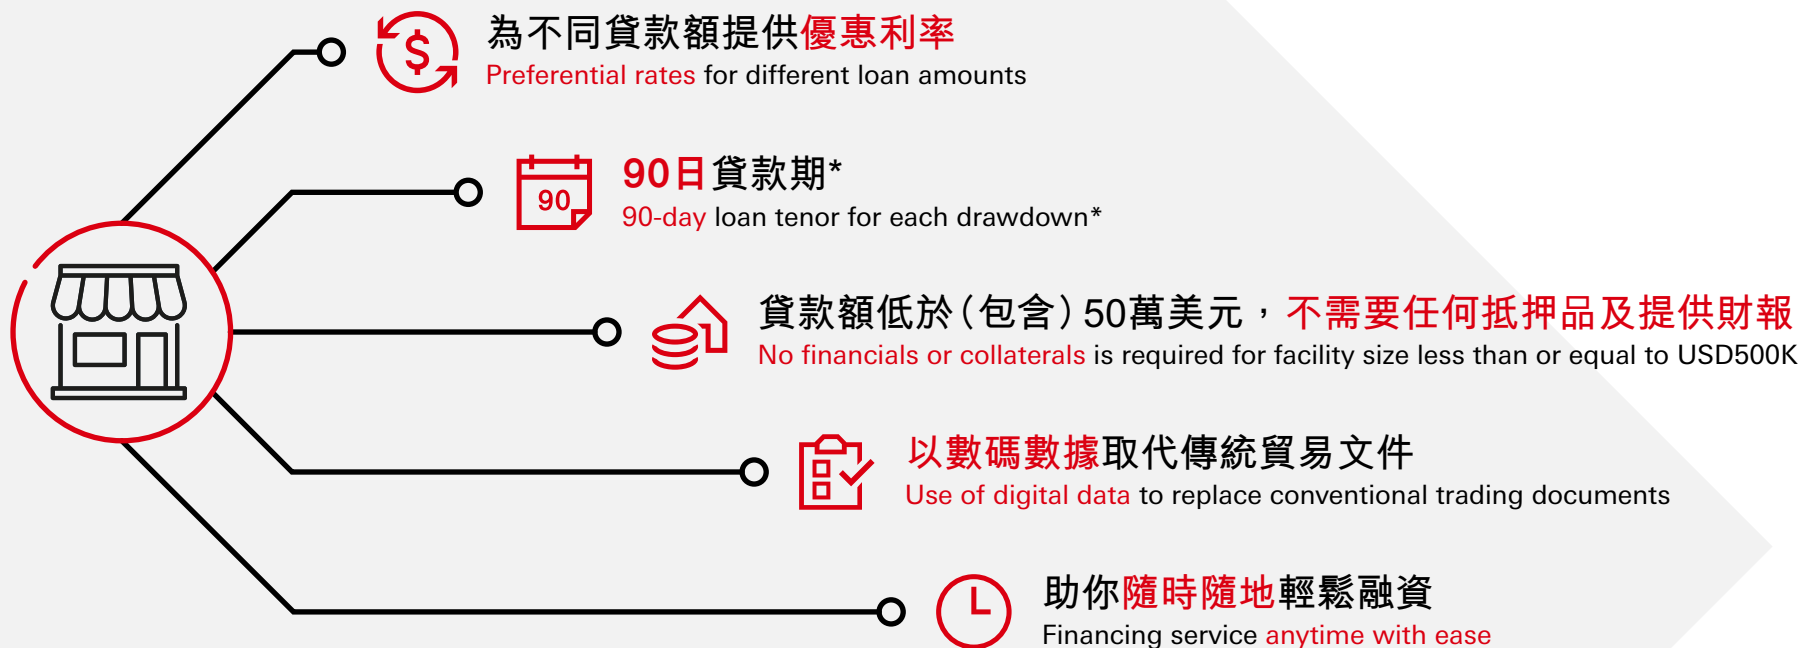 為不同貸款額提供優惠利率
Preferential rates for different loan amounts
90
90日貸款期*
90-day loan tenor for each drawdown*
貸款額低於(包含)50萬美元，不需要任何抵押品及提供財報
No financials or collaterals is required for facility size less than or equal to USD500K
以數碼數據取代傳統貿易文件
Use of digital data to replace conventional trading documents
助你隨時隨地輕鬆融資
Financing service anytime with ease